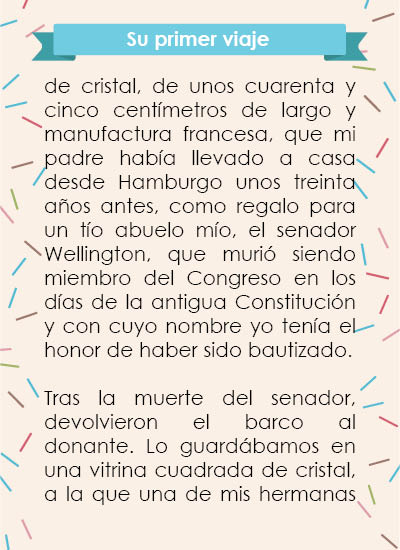 Su primer viaje
de cristal, de unos cuarenta y
cinco centímetros de largo y
manufactura francesa, que mi
padre había llevado a casa
desde Hamburgo unos treinta
años antes, como regalo para
un tío abuelo mío, el senador
Wellington, que murió siendo
miembro del Congreso en los
días de la antigua Constitución
y con cuyo nombre yo tenía el
honor de haber sido bautizado.
Tras la muerte del senador,
devolvieron el barco al
donante. Lo guardábamos en
una vitrina cuadrada de cristal,
a la que una de mis hermanas